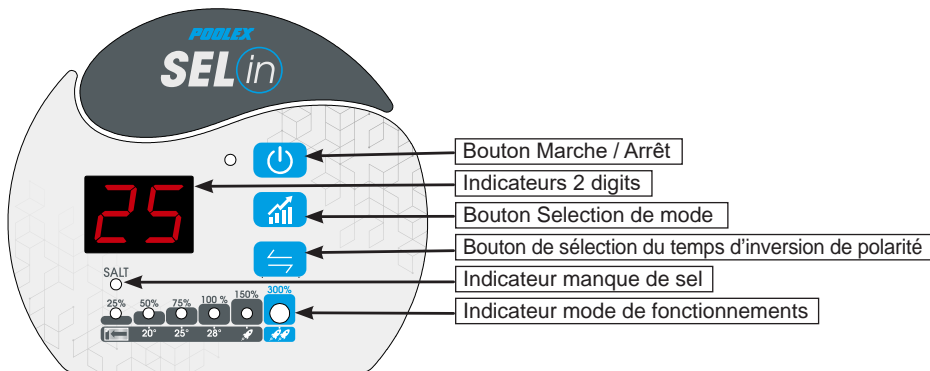 POOLEX
SEL in
Bouton Marche / Arrêt
Indicateurs 2 digits
25
Bouton Selection de mode
Bouton de sélection du temps d’inversion de polarité
SALT
Indicateur manque de sel
25% 50% 75% 100 % 150% 300%
Indicateur mode de fonctionnements
20° 25° 28°